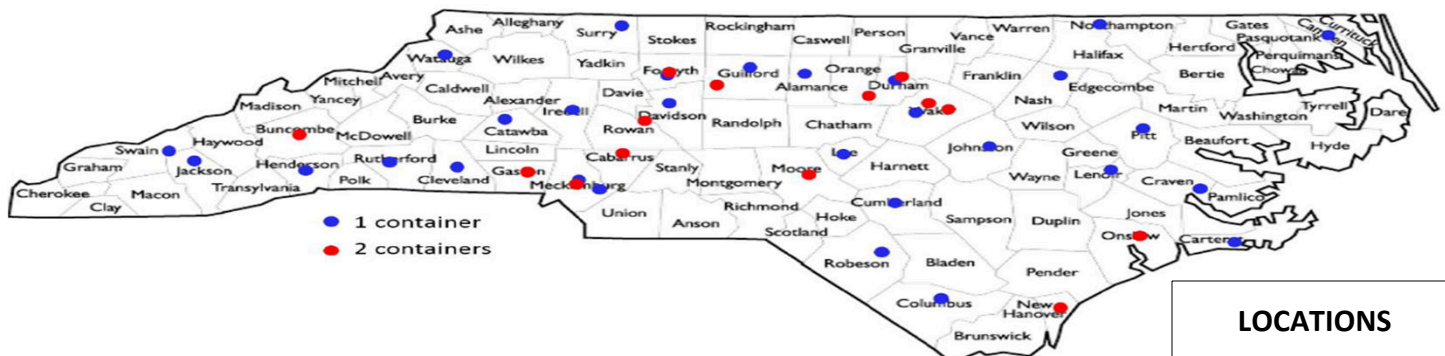 Ashe
Alleghany
Surry
Stokes
Rockingham
Caswell
Person
Vance
Warren
Northampton
Gates
Currituck
Camden
Pasquotank
Perquimans
Chowan
Hertford
Halifax
Granville
Watauga
Wilkes
Yadkin
Forsyth
Guilford
Alamance
Orange
Durham
Franklin
Bertie
Mitchell
Avery
Caldwell
Alexander
Iredell
Davie
Davidson
Randolph
Chatham
Wake
Nash
Edgecombe
Martin
Washington
Tyrrell
Dare
Madison
Yancey
Burke
Catawba
Rowan
Wilson
Pitt
Beaufort
Hyde
Buncombe
McDowell
Haywood
Swain
Lincoln
Cabarrus
Lee
Johnston
Greene
Graham
Jackson
Henderson
Rutherford
Cleveland
Gaston
Stanly
Montgomery
Moore
Harnett
Wayne
Lenoir
Craven
Pamlico
Cherokee
Macon
Clay
Transylvania
Polk
Mecklenburg
Union
Anson
Richmond
Scotland
Hoke
Cumberland
Sampson
Duplin
Jones
Onslow
Carteret
Robeson
Bladen
Pender
Columbus
New
Hanover
Brunswick
1 container
2 containers
LOCATIONS